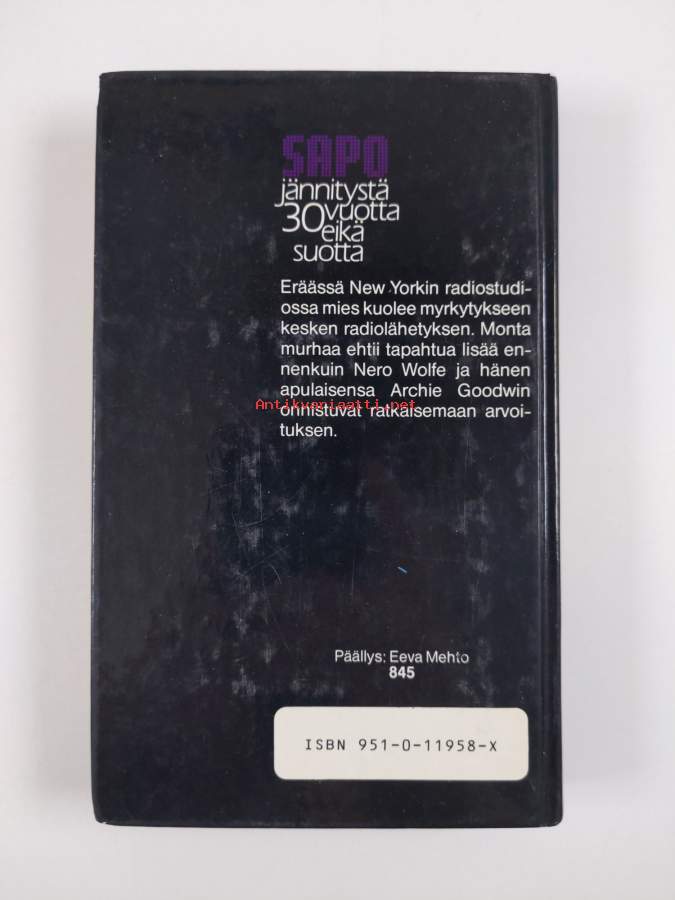 SAPO
jännitystä
30 vuotta
eikä
suotta
Eräässä New Yorkin radiostudi-
ossa mies kuolee myrkytykseen
kesken radiolähetyksen. Monta
murhaa ehtii tapahtua lisää en-
nenkuin Nero Wolfe ja hänen
apulaisensa Archie Goodwin
Antikvariaatti.net
onnistuvat ratkaisemaan arvoi-
tuksen.
Päällys: Eeva Mehto
845
ISBN 951-0-11958-X